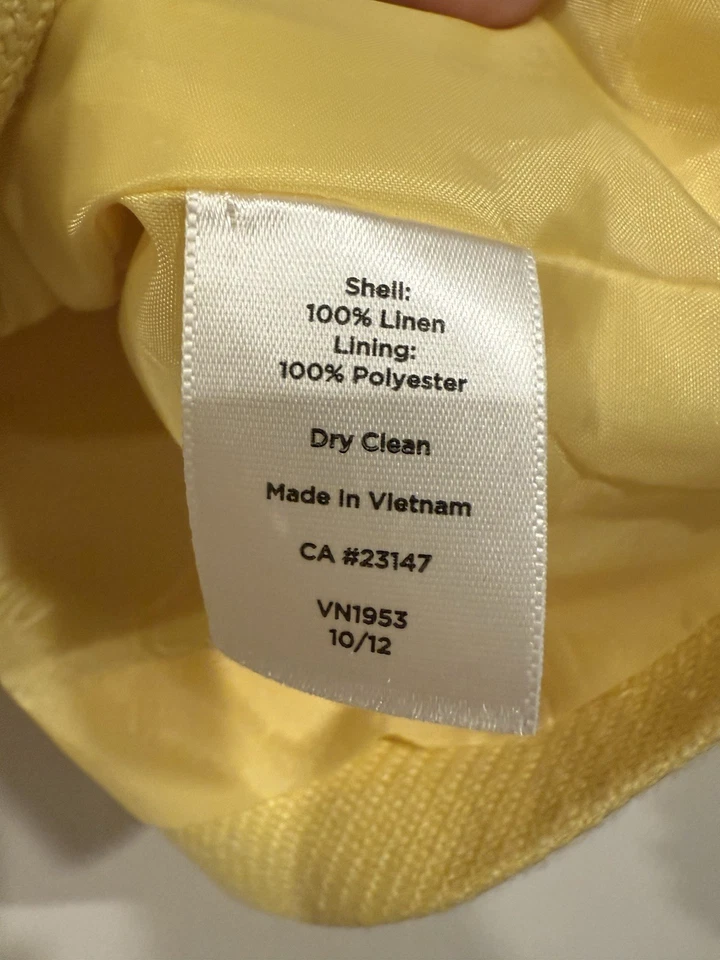 Shell:
100% Linen
Lining:
100% Polyester
Dry Clean
Made in Vietnam
CA #23147
VN1953
10/12